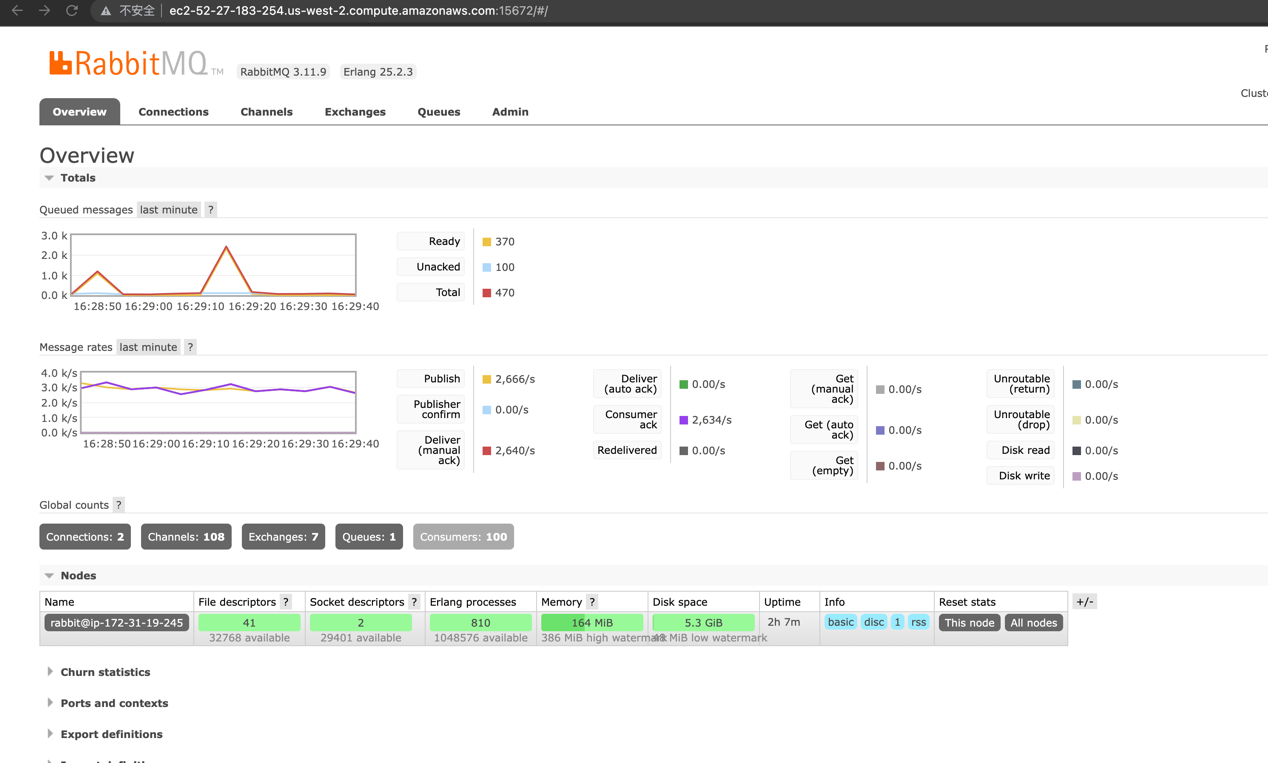 不安全 ec2-52-27-183-254.us-west-2.compute.amazonaws.com:15672/#/
RabbitMQ TM RabbitMQ 3.11.9 Erlang 25.2.3
Overview Connections Channels Exchanges Queues Admin
Overview
Totals
Queued messages last minute ?
3.0 k
2.0 k
1.0 k
0.0 k
16:28:50 16:29:00 16:29:10 16:29:20 16:29:30 16:29:40
Ready 370
Unacked 100
Total 470
Message rates last minute ?
4.0 k/s
3.0 k/s
2.0 k/s
1.0 k/s
0.0 k/s
16:28:50 16:29:00 16:29:10 16:29:20 16:29:30 16:29:40
Publish 2,666/s
Publisher
confirm 0.00/s
Deliver
(manual
ack) 2,640/s
Deliver
(auto ack) 0.00/s
Consumer
ack 2,634/s
Redelivered 0.00/s
Get
(manual
ack) 0.00/s
Get (auto
ack) 0.00/s
Get
(empty) 0.00/s
Unroutable
(return) 0.00/s
Unroutable
(drop) 0.00/s
Disk read 0.00/s
Disk write 0.00/s
Global counts ?
Connections: 2 Channels: 108 Exchanges: 7 Queues: 1 Consumers: 100
Nodes
Name File descriptors ? Socket descriptors ? Erlang processes Memory ? Disk space Uptime Info Reset stats +/-
rabbit@ip-172-31-19-245 41 2 810 164 MiB 5.3 GiB 2h 7m basic disc 1 rss This node All nodes
32768 available 29401 available 1048576 available 386 MiB high watermark MiB low watermark
Churn statistics
Ports and contexts
Export definitions